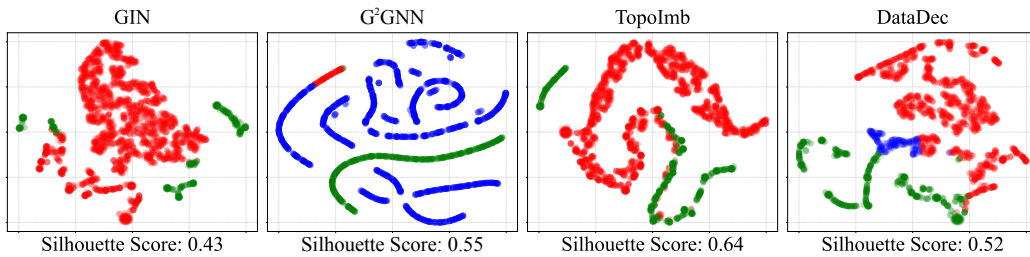 GIN
G²GNN
TopoImb
DataDec
Silhouette Score: 0.43
Silhouette Score: 0.55
Silhouette Score: 0.64
Silhouette Score: 0.52